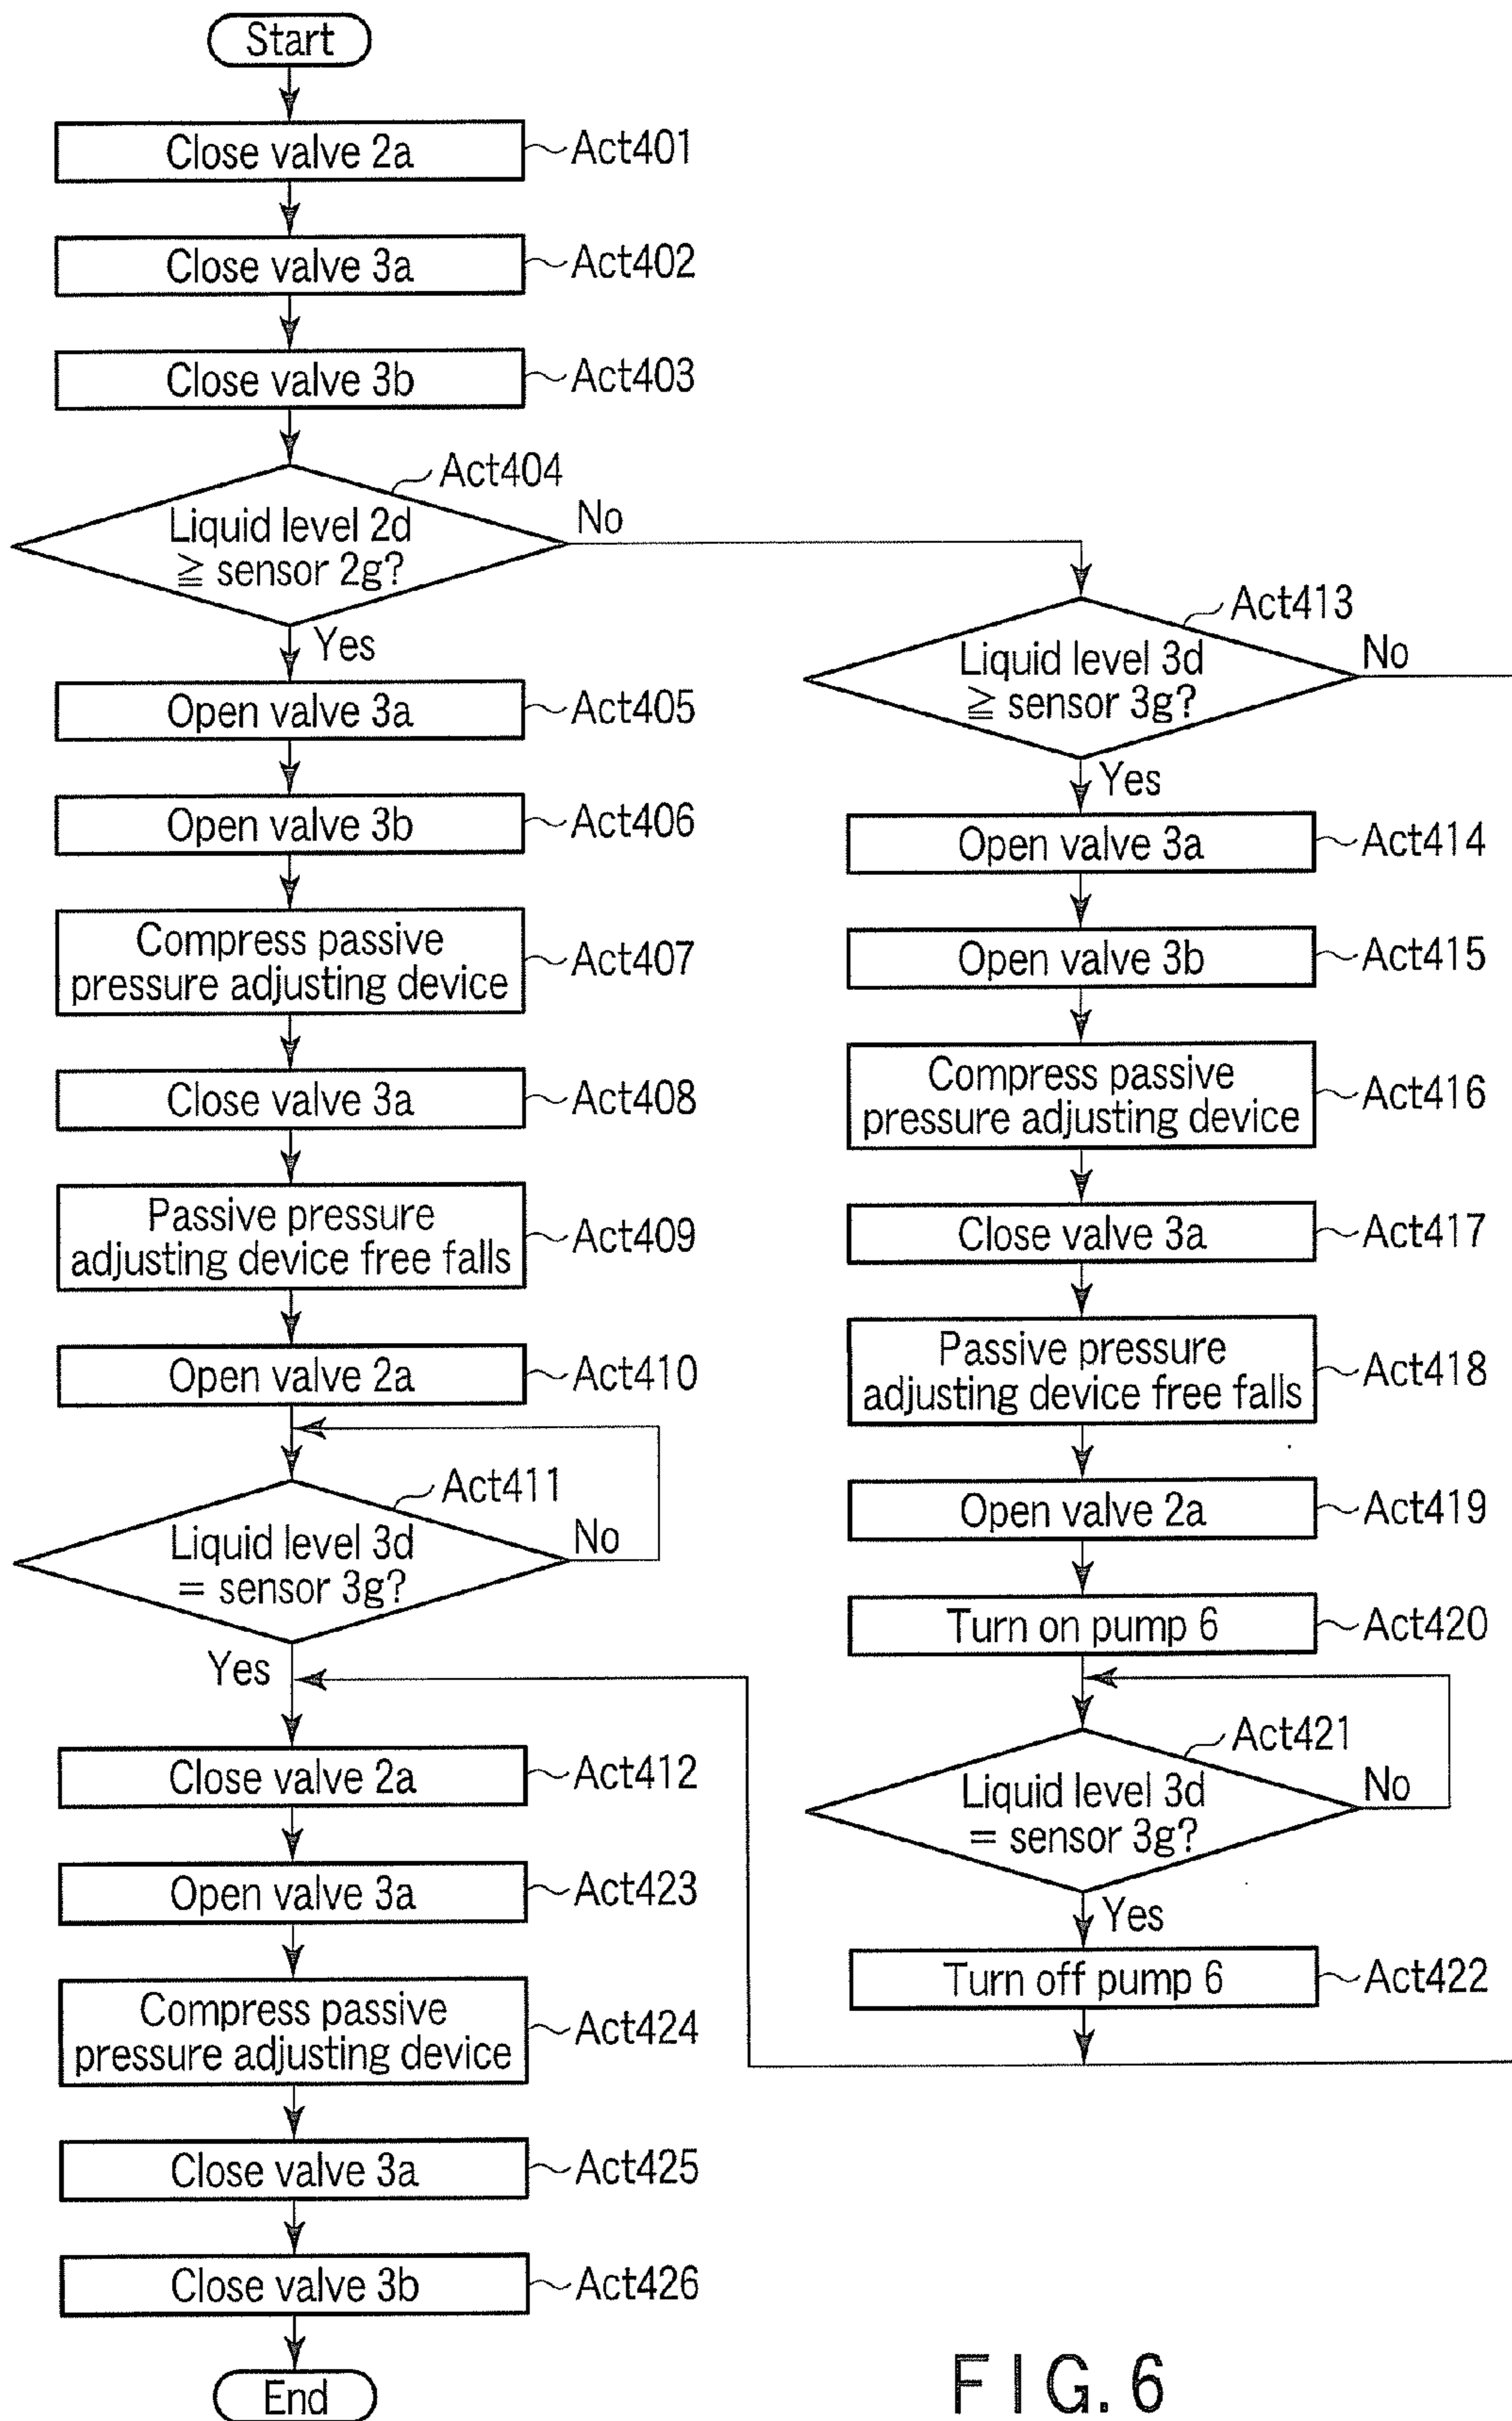 Start
Close valve 2a
Act401
Close valve 3a
Act402
Close valve 3b
Act403
Act404
Liquid level 2d
≧ sensor 2g?
No
Yes
Open valve 3a
Act405
Open valve 3b
Act406
Compress passive
pressure adjusting device
Act407
Close valve 3a
Act408
Passive pressure
adjusting device free falls
Act409
Open valve 2a
Act410
Act411
Liquid level 3d
= sensor 3g?
No
Yes
Close valve 2a
Act412
Open valve 3a
Act423
Compress passive
pressure adjusting device
Act424
Close valve 3a
Act425
Close valve 3b
Act426
End
Act413
Liquid level 3d
≧ sensor 3g?
No
Yes
Open valve 3a
Act414
Open valve 3b
Act415
Compress passive
pressure adjusting device
Act416
Close valve 3a
Act417
Passive pressure
adjusting device free falls
Act418
Open valve 2a
Act419
Turn on pump 6
Act420
Act421
Liquid level 3d
= sensor 3g?
No
Yes
Turn off pump 6
Act422
FIG. 6